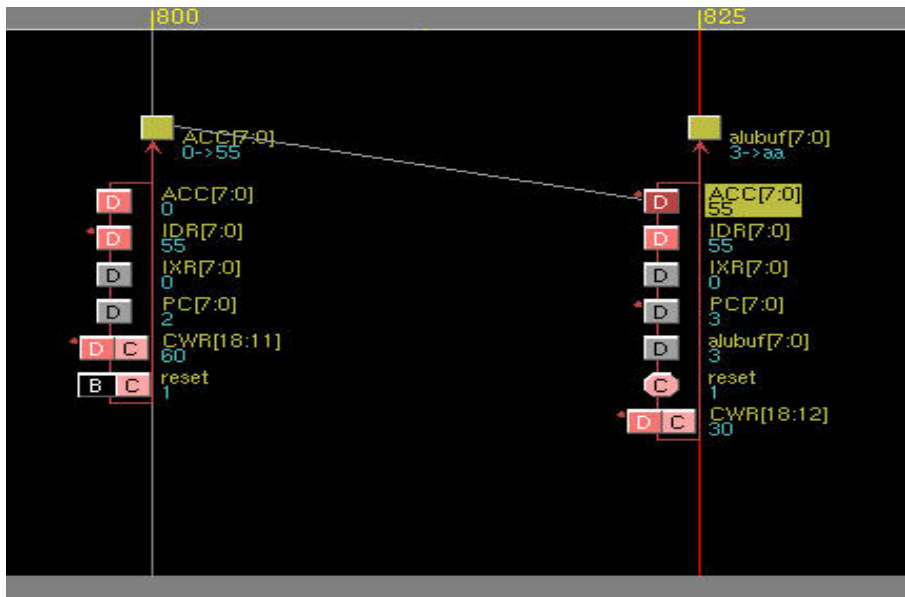 800
825
ACC[7:0]
0->55
alubuf[7:0]
3->aa
D
ACC[7:0]
0
D
IDR[7:0]
55
D
IXR[7:0]
0
D
PC[7:0]
2
D C
CWR[18:11]
60
B C
reset
1
D
ACC[7:0]
55
D
IDR[7:0]
55
D
IXR[7:0]
0
D
PC[7:0]
3
D
alubuf[7:0]
3
C
reset
1
D C
CWR[18:12]
30